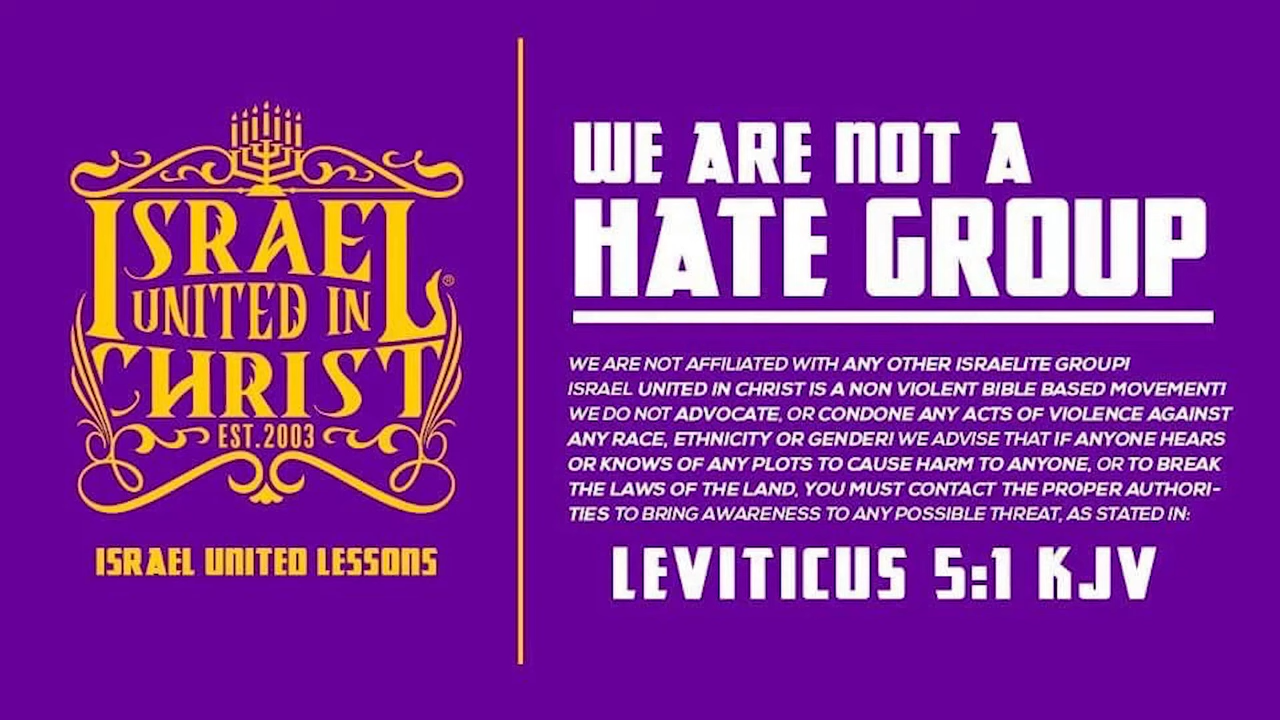 ISRAEL
UNITED IN
CHRIST
EST. 2003
ISRAEL UNITED LESSONS
WE ARE NOT A
HATE GROUP
WE ARE NOT AFFILIATED WITH ANY OTHER ISRAELITE GROUP!
ISRAEL UNITED IN CHRIST IS A NON VIOLENT BIBLE BASED MOVEMENT!
WE DO NOT ADVOCATE, OR CONDONE ANY ACTS OF VIOLENCE AGAINST
ANY RACE, ETHNICITY OR GENDER! WE ADVISE THAT IF ANYONE HEARS
OR KNOWS OF ANY PLOTS TO CAUSE HARM TO ANYONE, OR TO BREAK
THE LAWS OF THE LAND, YOU MUST CONTACT THE PROPER AUTHORI-
TIES TO BRING AWARENESS TO ANY POSSIBLE THREAT, AS STATED IN:
LEVITICUS 5:1 KJV